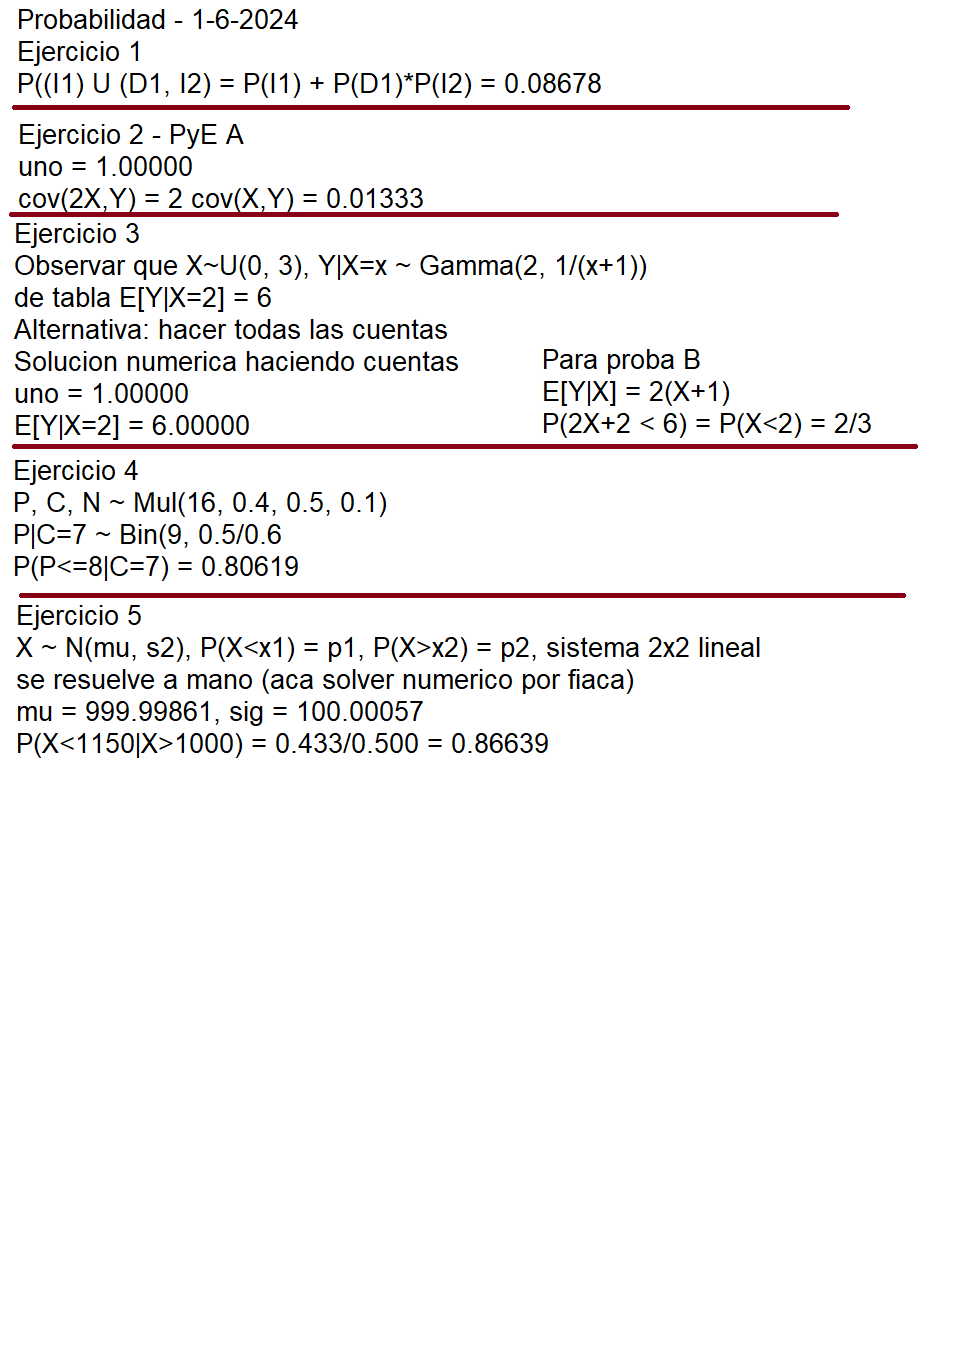 Probabilidad - 1-6-2024
Ejercicio 1
P((I1) U (D1, I2) = P(I1) + P(D1)*P(I2) = 0.08678
Ejercicio 2 - PyE A
uno = 1.00000
cov(2X,Y) = 2 cov(X,Y) = 0.01333
Ejercicio 3
Observar que X~U(0, 3), Y|X=x ~ Gamma(2, 1/(x+1))
de tabla E[Y|X=2] = 6
Alternativa: hacer todas las cuentas
Solucion numerica haciendo cuentas
uno = 1.00000
E[Y|X=2] = 6.00000
Para proba B
E[Y|X] = 2(X+1)
P(2X+2 < 6) = P(X<2) = 2/3
Ejercicio 4
P, C, N ~ Mul(16, 0.4, 0.5, 0.1)
P|C=7 ~ Bin(9, 0.5/0.6
P(P<=8|C=7) = 0.80619
Ejercicio 5
X ~ N(mu, s2), P(X<x1) = p1, P(X>x2) = p2, sistema 2x2 lineal
se resuelve a mano (aca solver numerico por fiaca)
mu = 999.99861, sig = 100.00057
P(X<1150|X>1000) = 0.433/0.500 = 0.86639